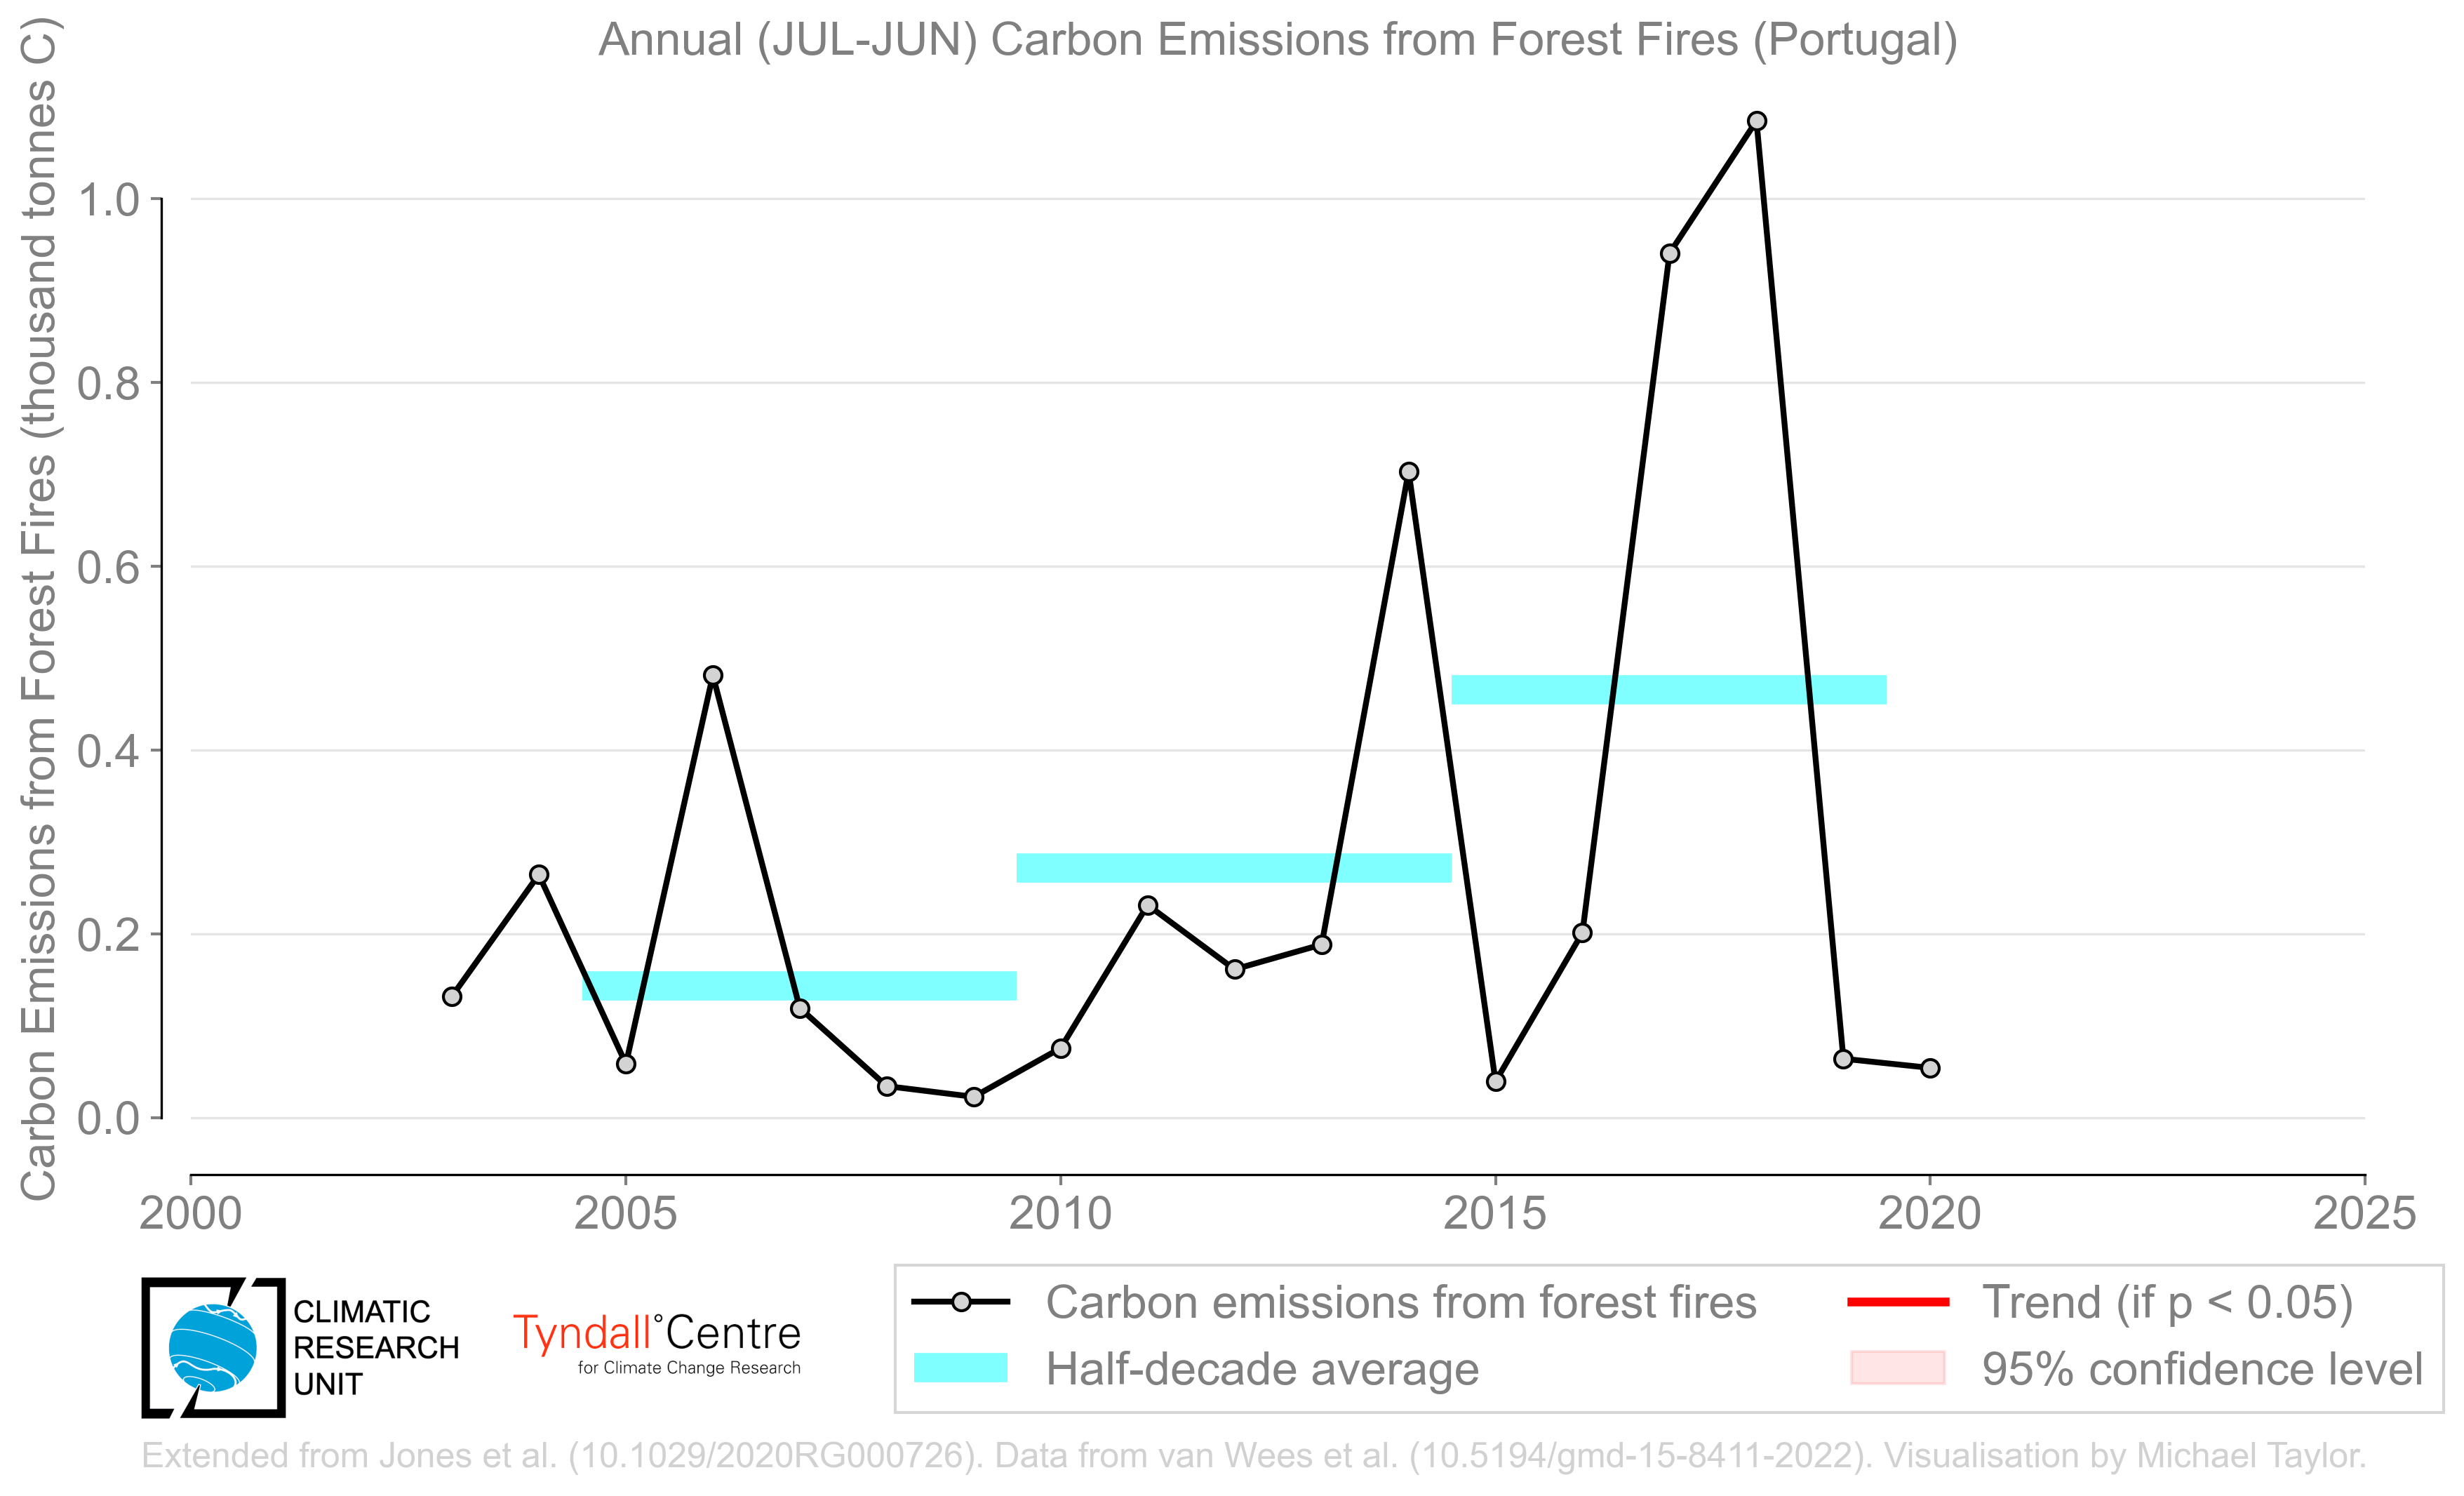 Annual (JUL-JUN) Carbon Emissions from Forest Fires (Portugal)
Carbon Emissions from Forest Fires (thousand tonnes C)
1.0
0.8
0.6
0.4
0.2
0.0
2000 2005 2010 2015 2020 2025
CLIMATIC
RESEARCH
UNIT
Tyndall°Centre
for Climate Change Research
Carbon emissions from forest fires
Half-decade average
Trend (if p < 0.05)
95% confidence level
Extended from Jones et al. (10.1029/2020RG000726). Data from van Wees et al. (10.5194/gmd-15-8411-2022). Visualisation by Michael Taylor.